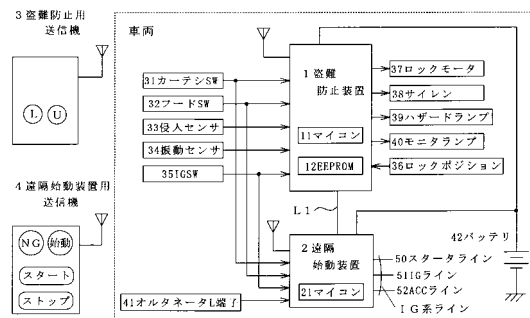 3盗難防止用
送信機
L U
4遠隔始動装置用
送信機
NG 始動
スタート
ストップ
車両
31カーテシSW
32フードSW
33侵入センサ
34振動センサ
35IGSW
41オルタネータL端子
1盗難
防止装置
11マイコン
12EEPROM
L1
2遠隔
始動装置
21マイコン
37ロックモータ
38サイレン
39ハザードランプ
40モニタランプ
36ロックポジション
42バッテリ
50スタータライン
51IGライン
52ACCライン
IG系ライン